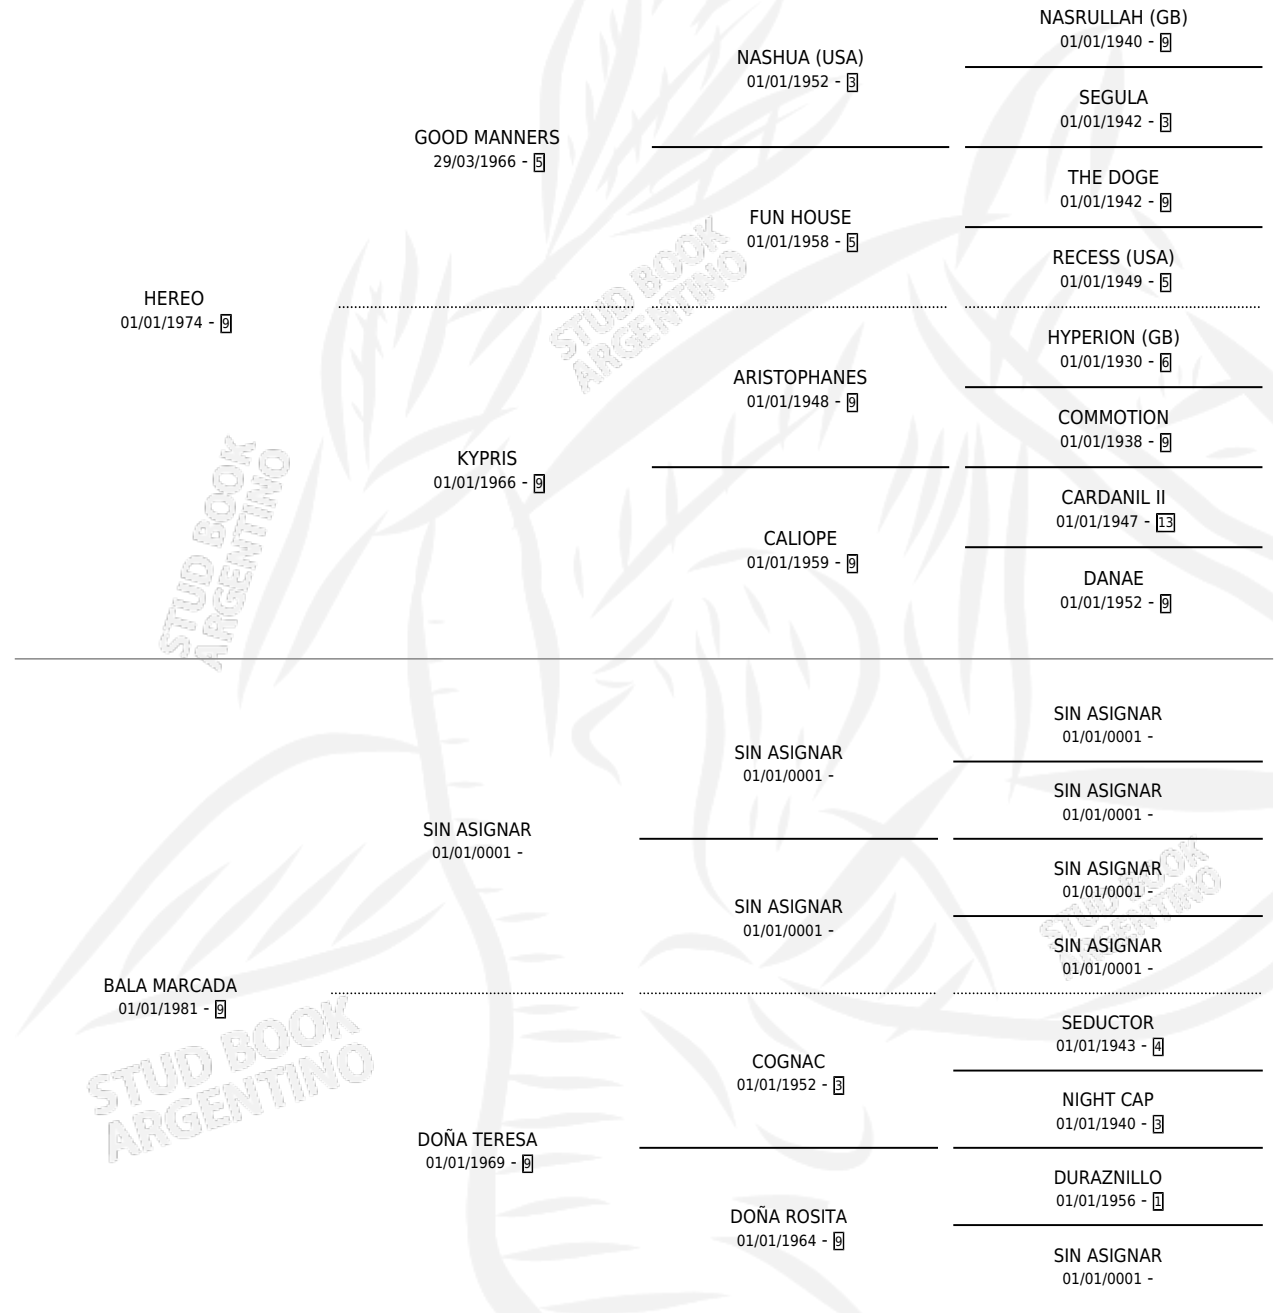 NASRULLAH (GB)
01/01/1940 - 9
NASHUA (USA)
01/01/1952 - 3
SEGULA
01/01/1942 - 3
GOOD MANNERS
29/03/1966 - 5
THE DOGE
01/01/1942 - 9
FUN HOUSE
01/01/1958 - 5
RECESS (USA)
01/01/1949 - 5
HEREO
01/01/1974 - 9
HYPERION (GB)
01/01/1930 - 6
ARISTOPHANES
01/01/1948 - 9
COMMOTION
01/01/1938 - 9
KYPRIS
01/01/1966 - 9
CARDANIL II
01/01/1947 - 13
CALIOPE
01/01/1959 - 9
DANAE
01/01/1952 - 9
STUD BOOK
ARGENTINO
STUD BOOK
ARGENTINO
SIN ASIGNAR
01/01/0001 -
SIN ASIGNAR
01/01/0001 -
SIN ASIGNAR
01/01/0001 -
SIN ASIGNAR
01/01/0001 -
SIN ASIGNAR
01/01/0001 -
SIN ASIGNAR
01/01/0001 -
SIN ASIGNAR
01/01/0001 -
STUD BOOK
ARGENTINO
BALA MARCADA
01/01/1981 - 9
SEDUCTOR
01/01/1943 - 4
COGNAC
01/01/1952 - 3
NIGHT CAP
01/01/1940 - 3
DOÑA TERESA
01/01/1969 - 9
DURAZNILLO
01/01/1956 - 1
DOÑA ROSITA
01/01/1964 - 9
SIN ASIGNAR
01/01/0001 -
STUD BOOK
ARGENTINO